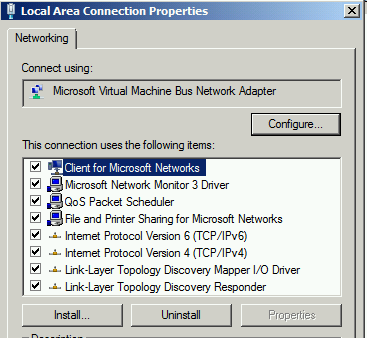 Local Area Connection Properties
Networking
Connect using:
Microsoft Virtual Machine Bus Network Adapter
Configure...
This connection uses the following items:
Client for Microsoft Networks
Microsoft Network Monitor 3 Driver
QoS Packet Scheduler
File and Printer Sharing for Microsoft Networks
Internet Protocol Version 6 (TCP/IPv6)
Internet Protocol Version 4 (TCP/IPv4)
Link-Layer Topology Discovery Mapper I/O Driver
Link-Layer Topology Discovery Responder
Install... Uninstall Properties
Description